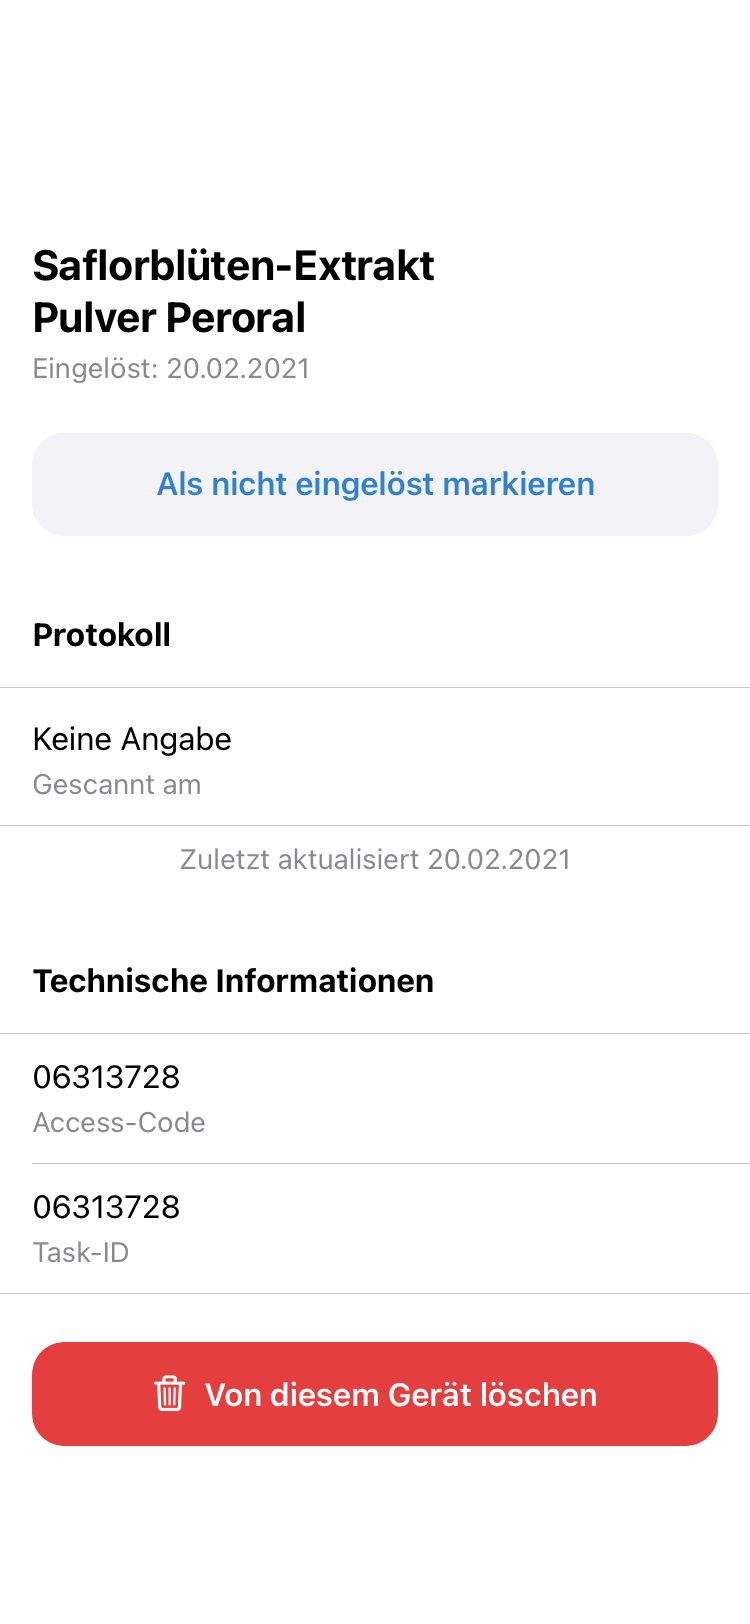 Saflorblüten-Extrakt
Pulver Peroral
Eingelöst: 20.02.2021
Als nicht eingelöst markieren
Protokoll
Keine Angabe
Gescannt am
Zuletzt aktualisiert 20.02.2021
Technische Informationen
06313728
Access-Code
06313728
Task-ID
Von diesem Gerät löschen